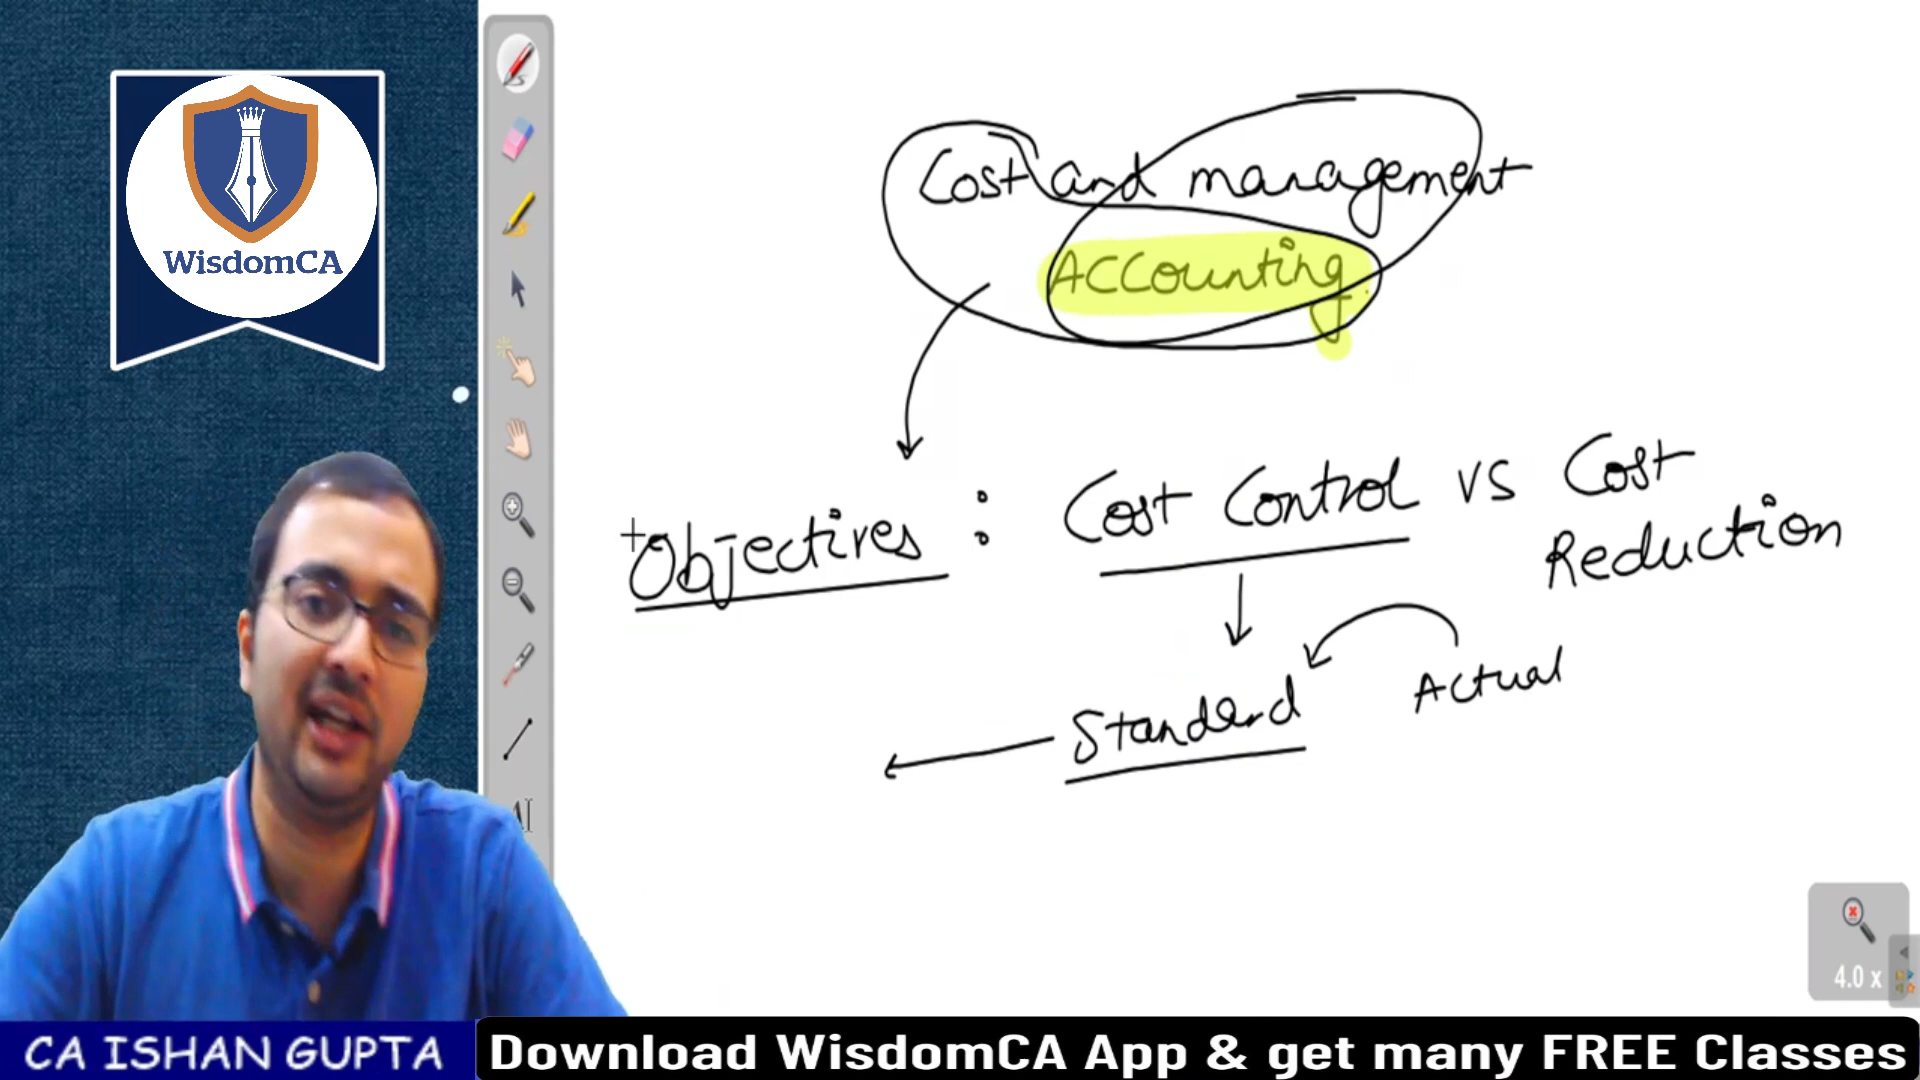 WisdomCA
Cost and management
Accounting
Objectives : Cost Control vs Cost
Reduction
Standard
Actual
AI
4.0 x
CA ISHAN GUPTA
Download WisdomCA App & get many FREE Classes